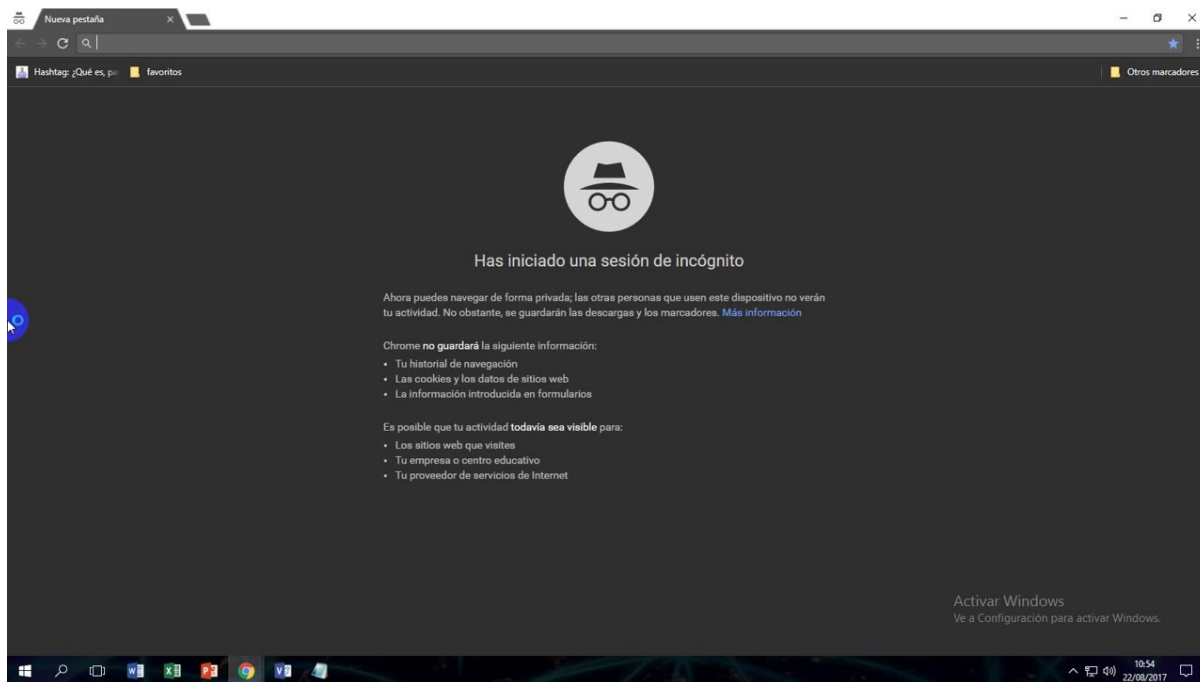 Nueva pestaña
Hashtag: ¿Qué es, pa
favoritos
Otros marcadores
Has iniciado una sesión de incógnito
Ahora puedes navegar de forma privada; las otras personas que usen este dispositivo no verán
tu actividad. No obstante, se guardarán las descargas y los marcadores. Más información
Chrome no guardará la siguiente información:
• Tu historial de navegación
• Las cookies y los datos de sitios web
• La información introducida en formularios
Es posible que tu actividad todavía sea visible para:
• Los sitios web que visites
• Tu empresa o centro educativo
• Tu proveedor de servicios de Internet
Activar Windows
Ve a Configuración para activar Windows.
10:54
22/08/2017